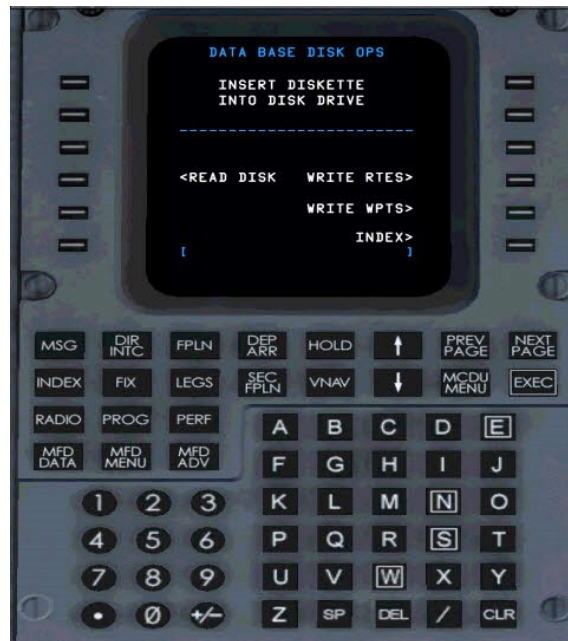 DATA BASE DISK OPS
INSERT DISKETTE
INTO DISK DRIVE
------------------------
<READ DISK WRITE RTES>
WRITE WPTS>
INDEX>
[ ]
MSG DIR INTC FPLN DEP ARR HOLD ↑ PREV PAGE NEXT PAGE
INDEX FIX LEGS SEC FPLN VNAV ↓ MCDU MENU EXEC
RADIO PROG PERF
MFD DATA MFD MENU MFD ADV
A B C D E
F G H I J
1 2 3 K L M N O
4 5 6 P Q R S T
7 8 9 U V W X Y
• Ø +/- Z SP DEL / CLR